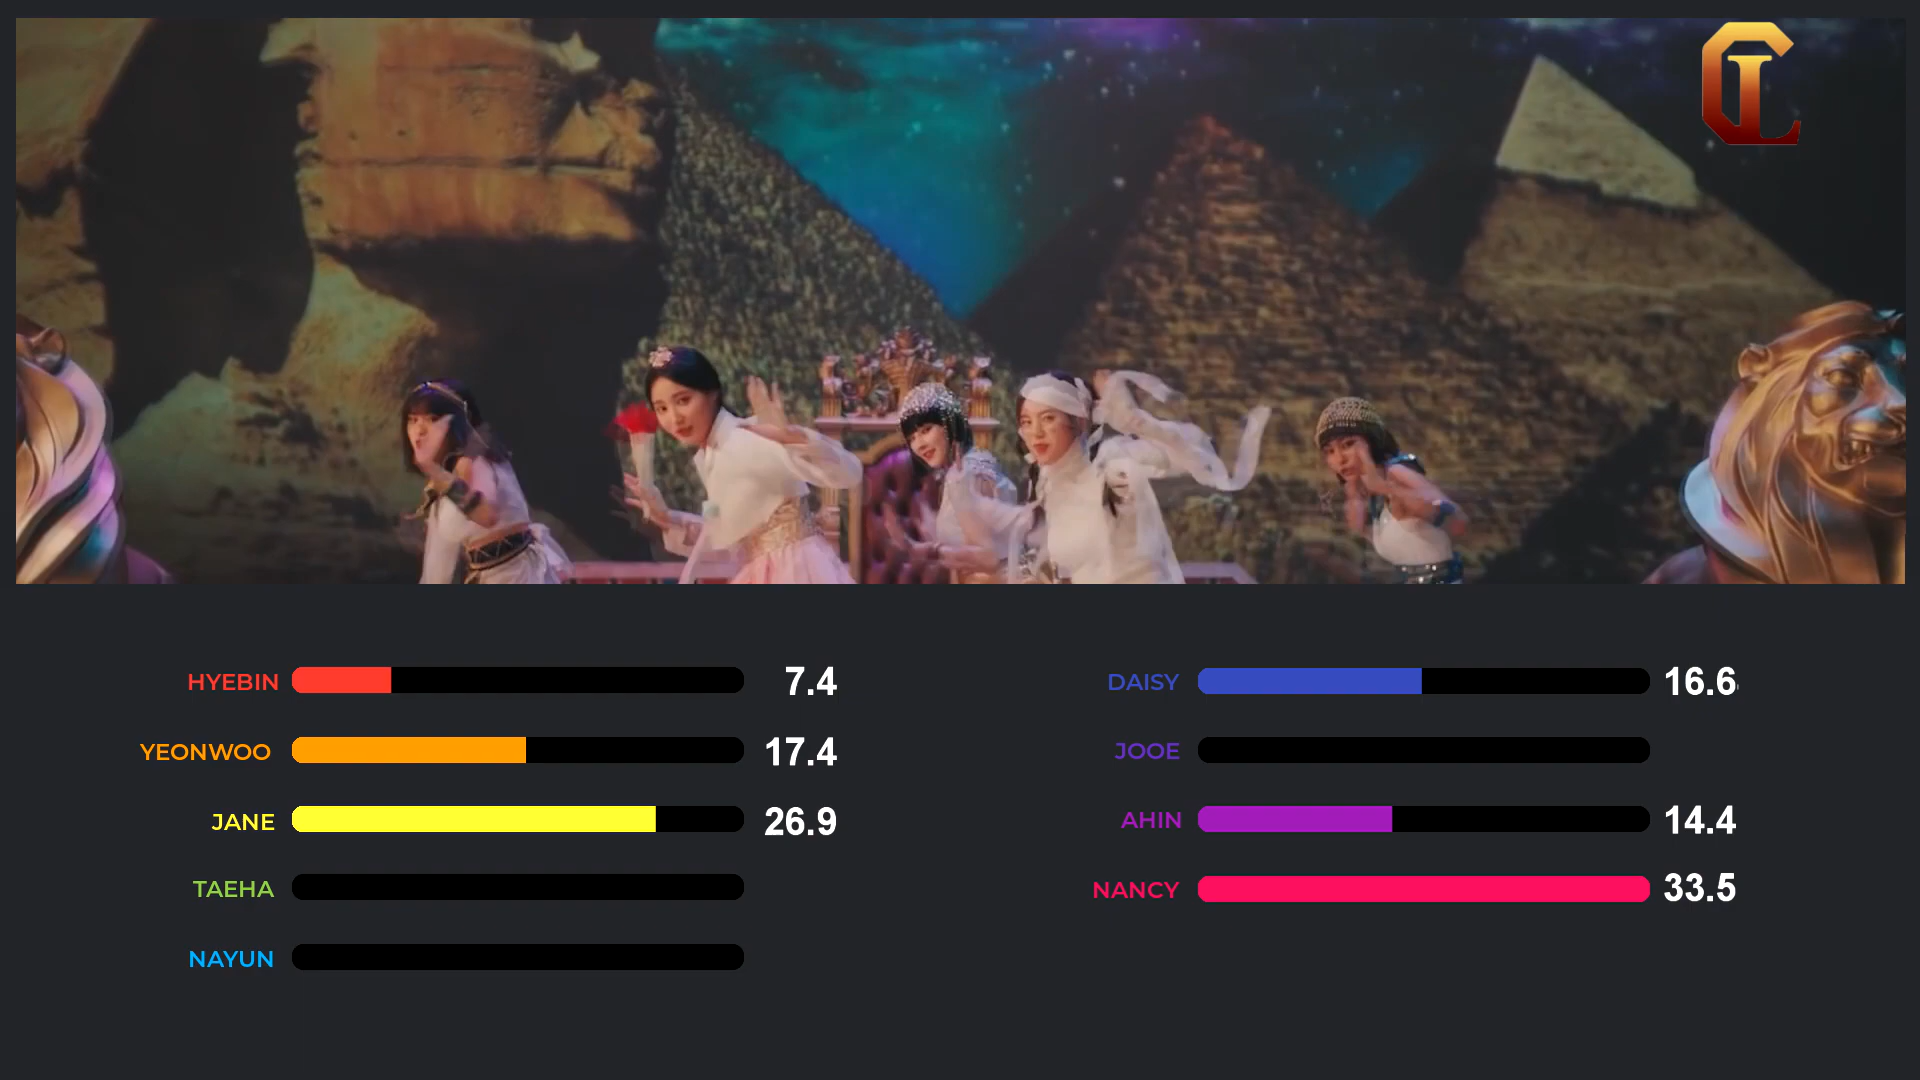 CL
HYEBIN 7.4
YEONWOO 17.4
JANE 26.9
TAEHA
NAYUN
DAISY 16.6
JOOE
AHIN 14.4
NANCY 33.5